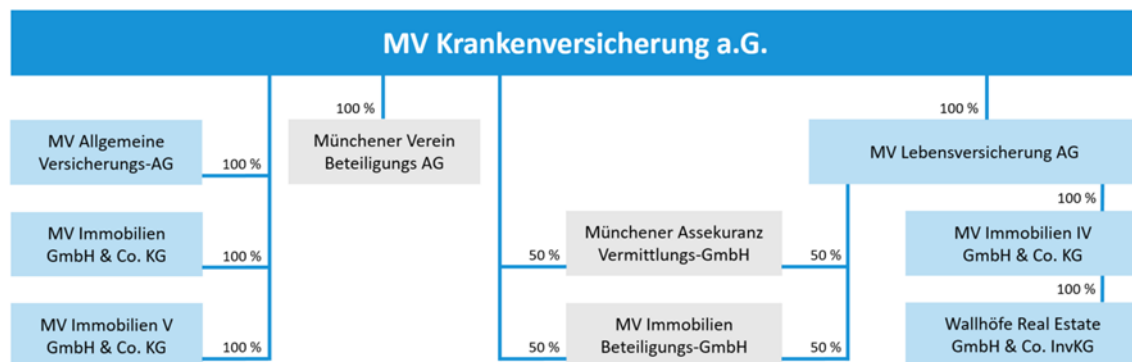 MV Krankenversicherung a.G.
100 %
100 %
MV Allgemeine
Versicherungs-AG
100 %
Münchener Verein
Beteiligungs AG
MV Lebensversicherung AG
100 %
MV Immobilien
GmbH & Co. KG
100 %
50 %
Münchener Assekuranz
Vermittlungs-GmbH
50 %
MV Immobilien IV
GmbH & Co. KG
100 %
MV Immobilien V
GmbH & Co. KG
100 %
50 %
MV Immobilien
Beteiligungs-GmbH
50 %
Wallhöfe Real Estate
GmbH & Co. InvKG